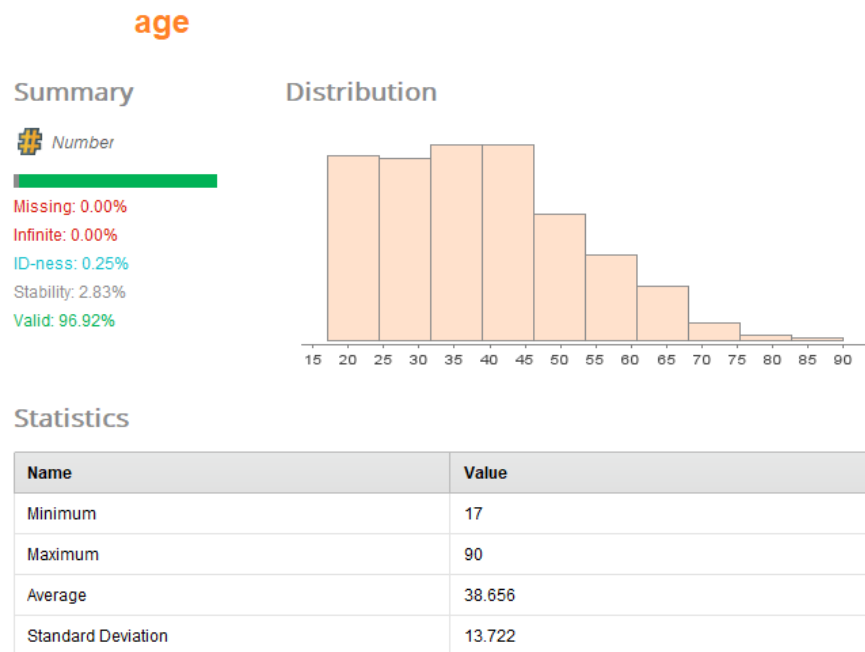 age
Summary
Distribution
# Number
Missing: 0.00%
Infinite: 0.00%
ID-ness: 0.25%
Stability: 2.83%
Valid: 96.92%
15 20 25 30 35 40 45 50 55 60 65 70 75 80 85 90
Statistics
Name Value
Minimum 17
Maximum 90
Average 38.656
Standard Deviation 13.722